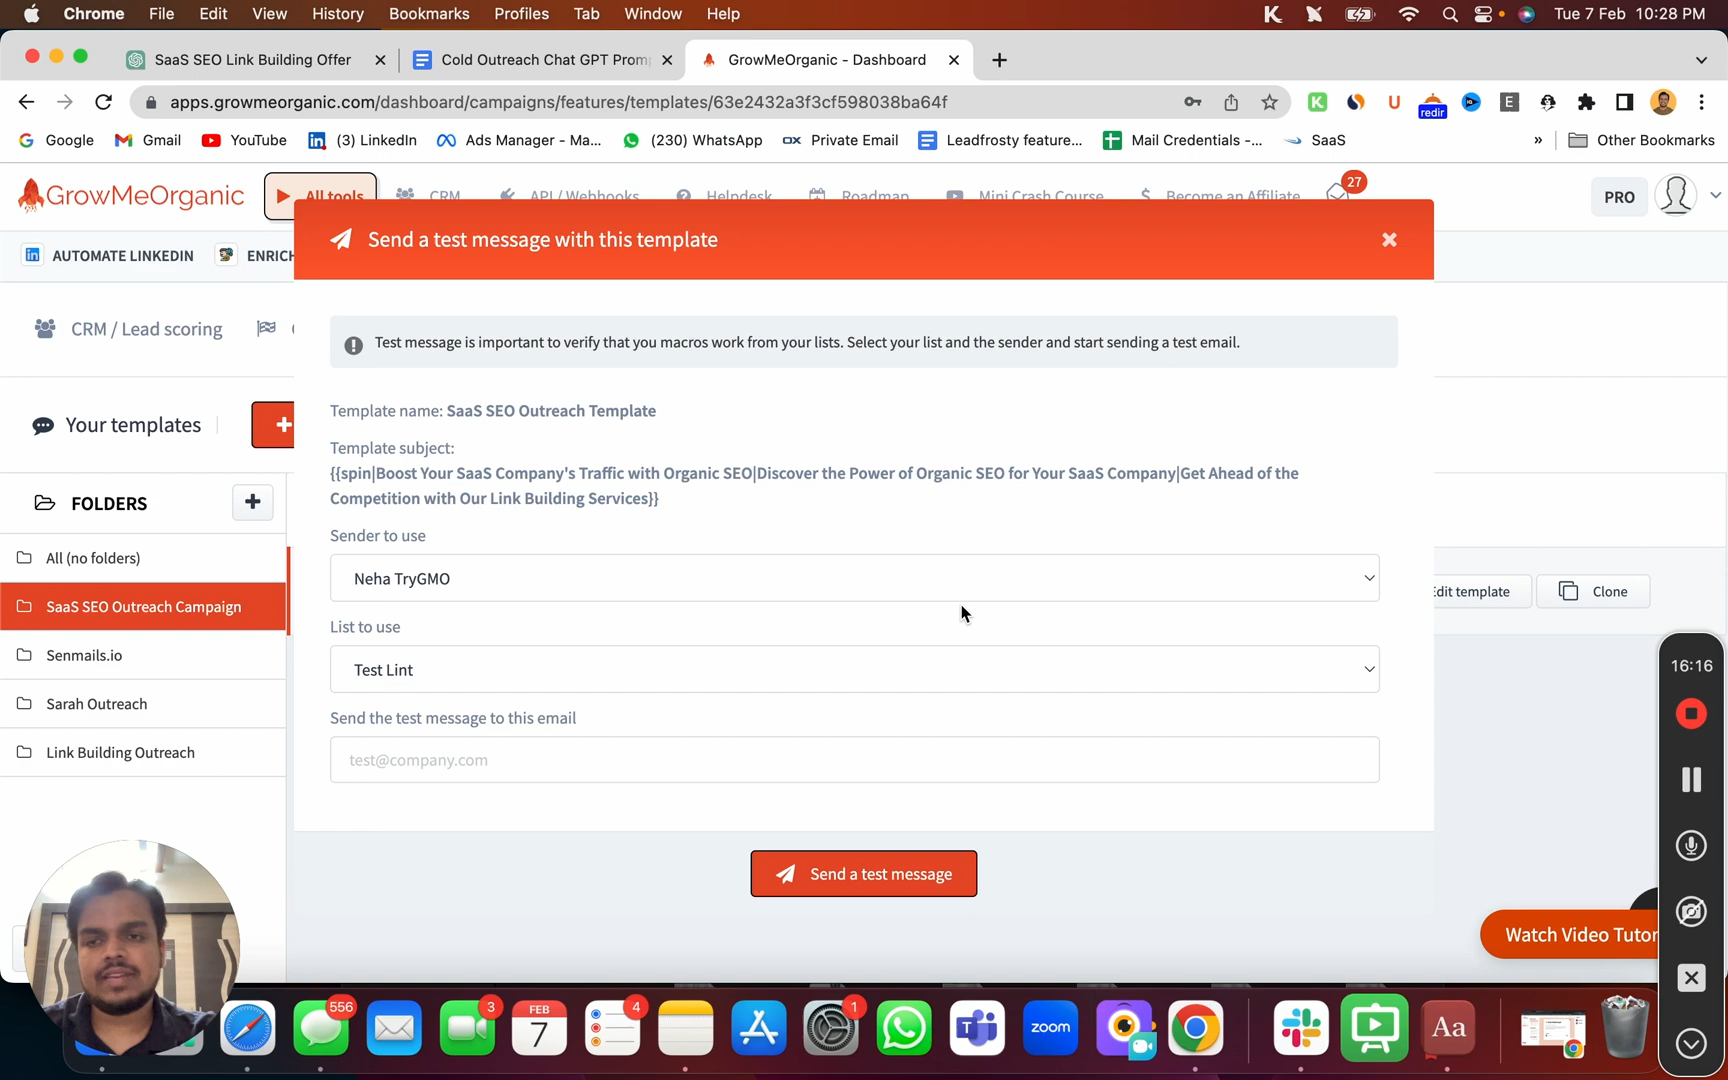 Chrome File Edit View History Bookmarks Profiles Tab Window Help Tue 7 Feb 10:28 PM
SaaS SEO Link Building Offer Cold Outreach Chat GPT Prom GrowMeOrganic - Dashboard
apps.growmeorganic.com/dashboard/campaigns/features/templates/63e2432a3f3cf598038ba64f
redir
Google Gmail YouTube (3) LinkedIn Ads Manager - Ma... (230) WhatsApp Private Email Leadfrosty feature... Mail Credentials -... SaaS » Other Bookmarks
GrowMeOrganic All tools CRM API / Webhooks Helpdesk Roadmap Mini Crash Course Become an Affiliate 27 PRO
Send a test message with this template
AUTOMATE LINKEDIN ENRICH
CRM / Lead scoring
Test message is important to verify that you macros work from your lists. Select your list and the sender and start sending a test email.
Template name: SaaS SEO Outreach Template
Your templates
Template subject:
{{spin|Boost Your SaaS Company's Traffic with Organic SEO|Discover the Power of Organic SEO for Your SaaS Company|Get Ahead of the
Competition with Our Link Building Services}}
FOLDERS
Sender to use
All (no folders)
Neha TryGMO
Edit template Clone
SaaS SEO Outreach Campaign
List to use
Senmails.io
Test Lint
16:16
Sarah Outreach
Send the test message to this email
Link Building Outreach
test@company.com
Send a test message
Watch Video Tutor
556 3 FEB 7 4 1 zoom Aa